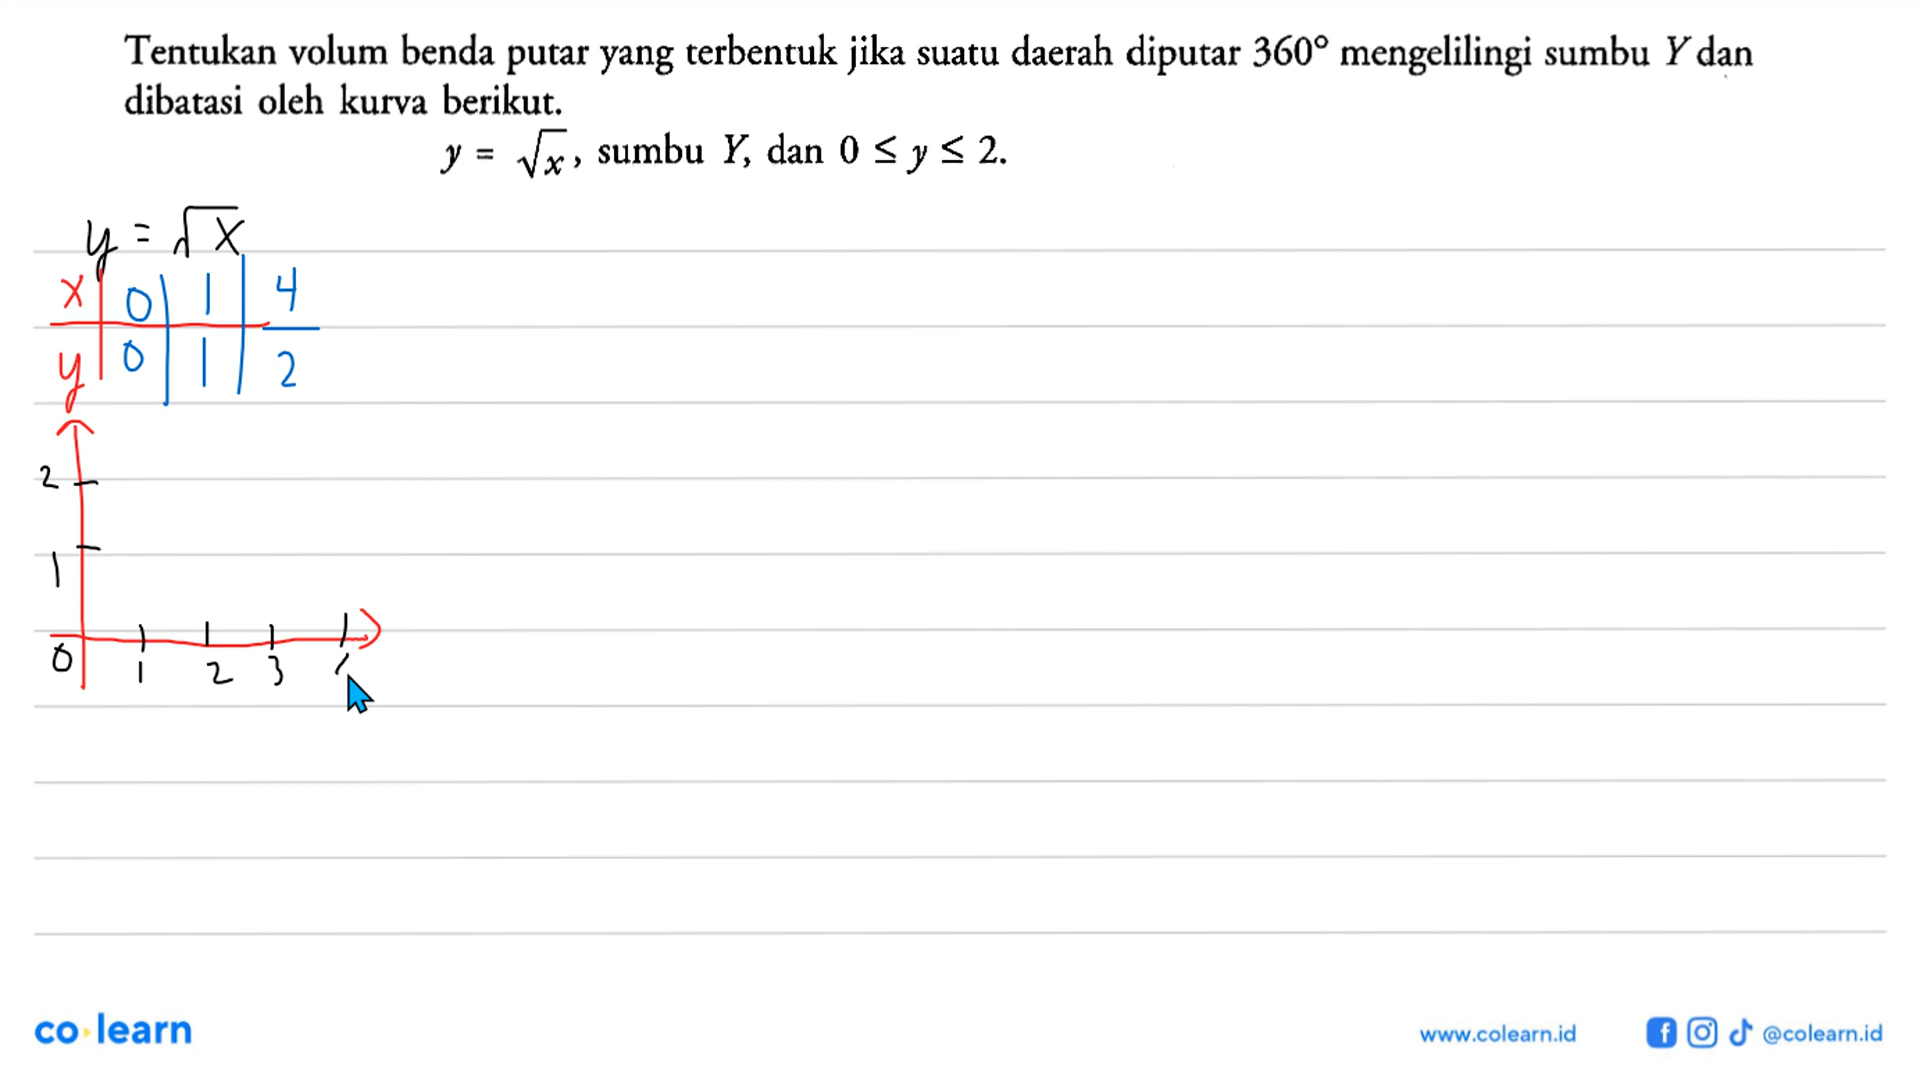 Tentukan volum benda putar yang terbentuk jika suatu daerah diputar 360° mengelilingi sumbu Y dan
dibatasi oleh kurva berikut.
y = √x, sumbu Y, dan 0 ≤ y ≤ 2.
y = √x
x 0 1 4
y 0 1 2
2
1
0 1 2 3
co learn
www.colearn.id @colearn.id